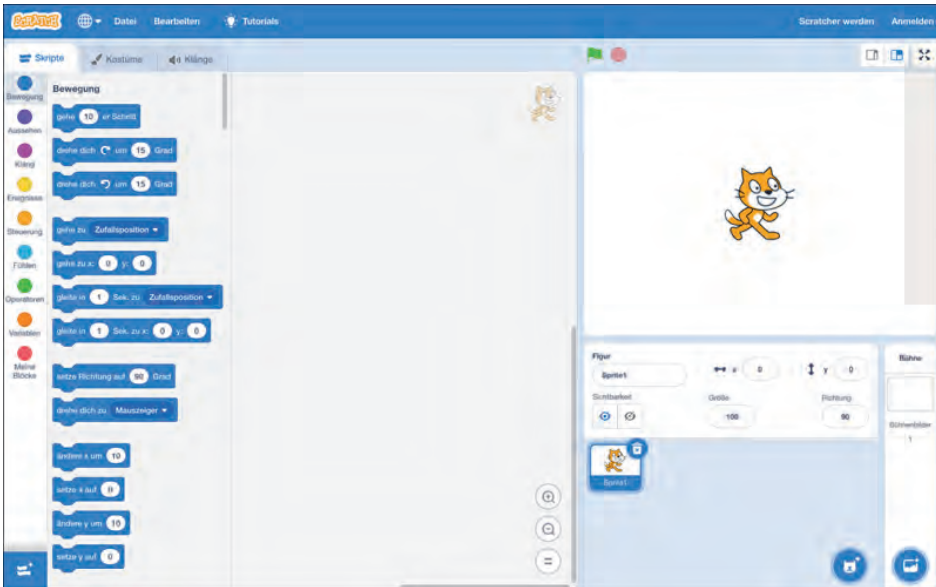 SCRATCH Datei Bearbeiten Tutorials Scratcher werden Anmelden
Skripte Kostüme Klänge
Bewegung
Aussehen
Klang
Ereignisse
Steuerung
Fühlen
Operatoren
Variablen
Meine
Blöcke
Bewegung
gehe 10 er Schritt
drehe dich um 15 Grad
drehe dich um 15 Grad
gehe zu Zufallsposition
gehe zu x: 0 y: 0
gleite in 1 Sek. zu Zufallsposition
gleite in 1 Sek. zu x: 0 y: 0
setze Richtung auf 90 Grad
drehe dich zu Mauszeiger
ändere x um 10
setze x auf 0
ändere y um 10
setze y auf 0
Figur
Sprite1 x 0 y 0
Sichtbarkeit Größe Richtung
100 90
Sprite1
Bühne
Bühnenbilder
1